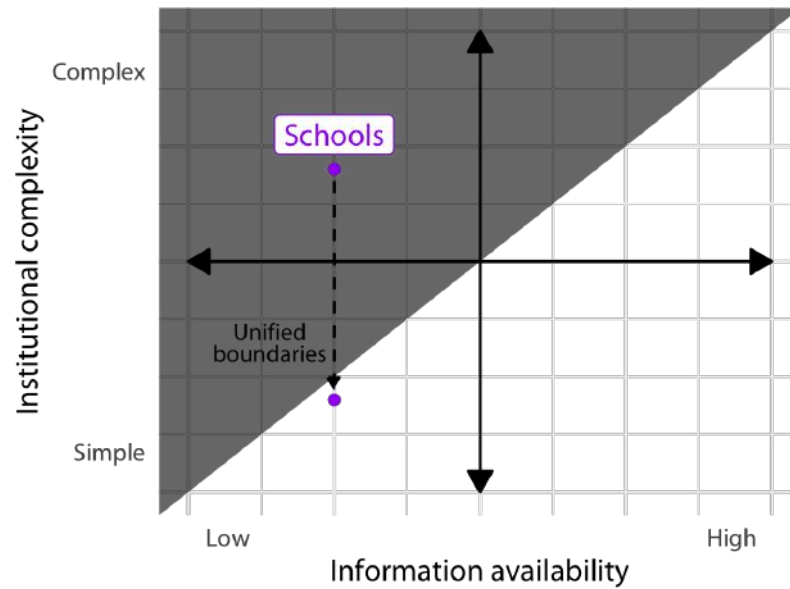 Complex
Institutional complexity
Schools
Unified
boundaries
Simple
Low
High
Information availability